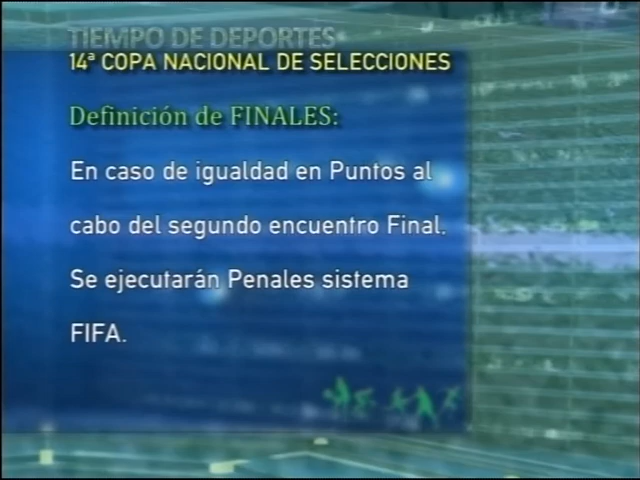 TIEMPO DE DEPORTES
14ª COPA NACIONAL DE SELECCIONES
Definición de FINALES:
En caso de igualdad en Puntos al
cabo del segundo encuentro Final.
Se ejecutarán Penales sistema
FIFA.